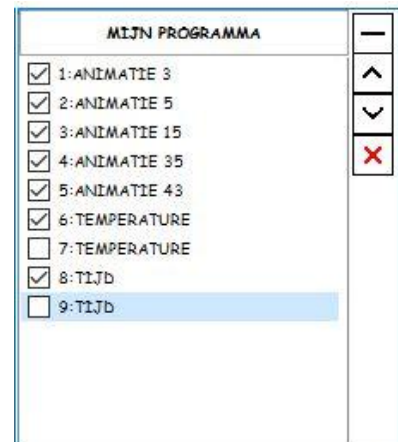 MIJN PROGRAMMA
1:ANIMATIE 3
2:ANIMATIE 5
3:ANIMATIE 15
4:ANIMATIE 35
5:ANIMATIE 43
6:TEMPERATURE
7:TEMPERATURE
8:TIJD
9:TIJD